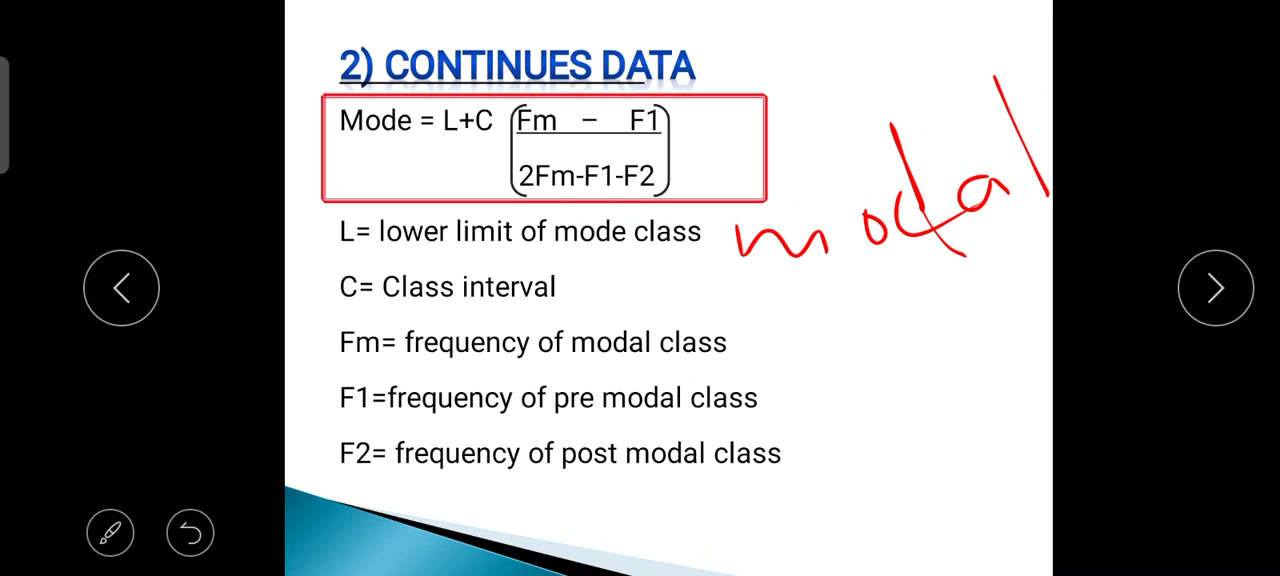 2) CONTINUES DATA
Mode = L+C (Fm – F1
2Fm-F1-F2)
L= lower limit of mode class
modal
C= Class interval
Fm= frequency of modal class
F1=frequency of pre modal class
F2= frequency of post modal class